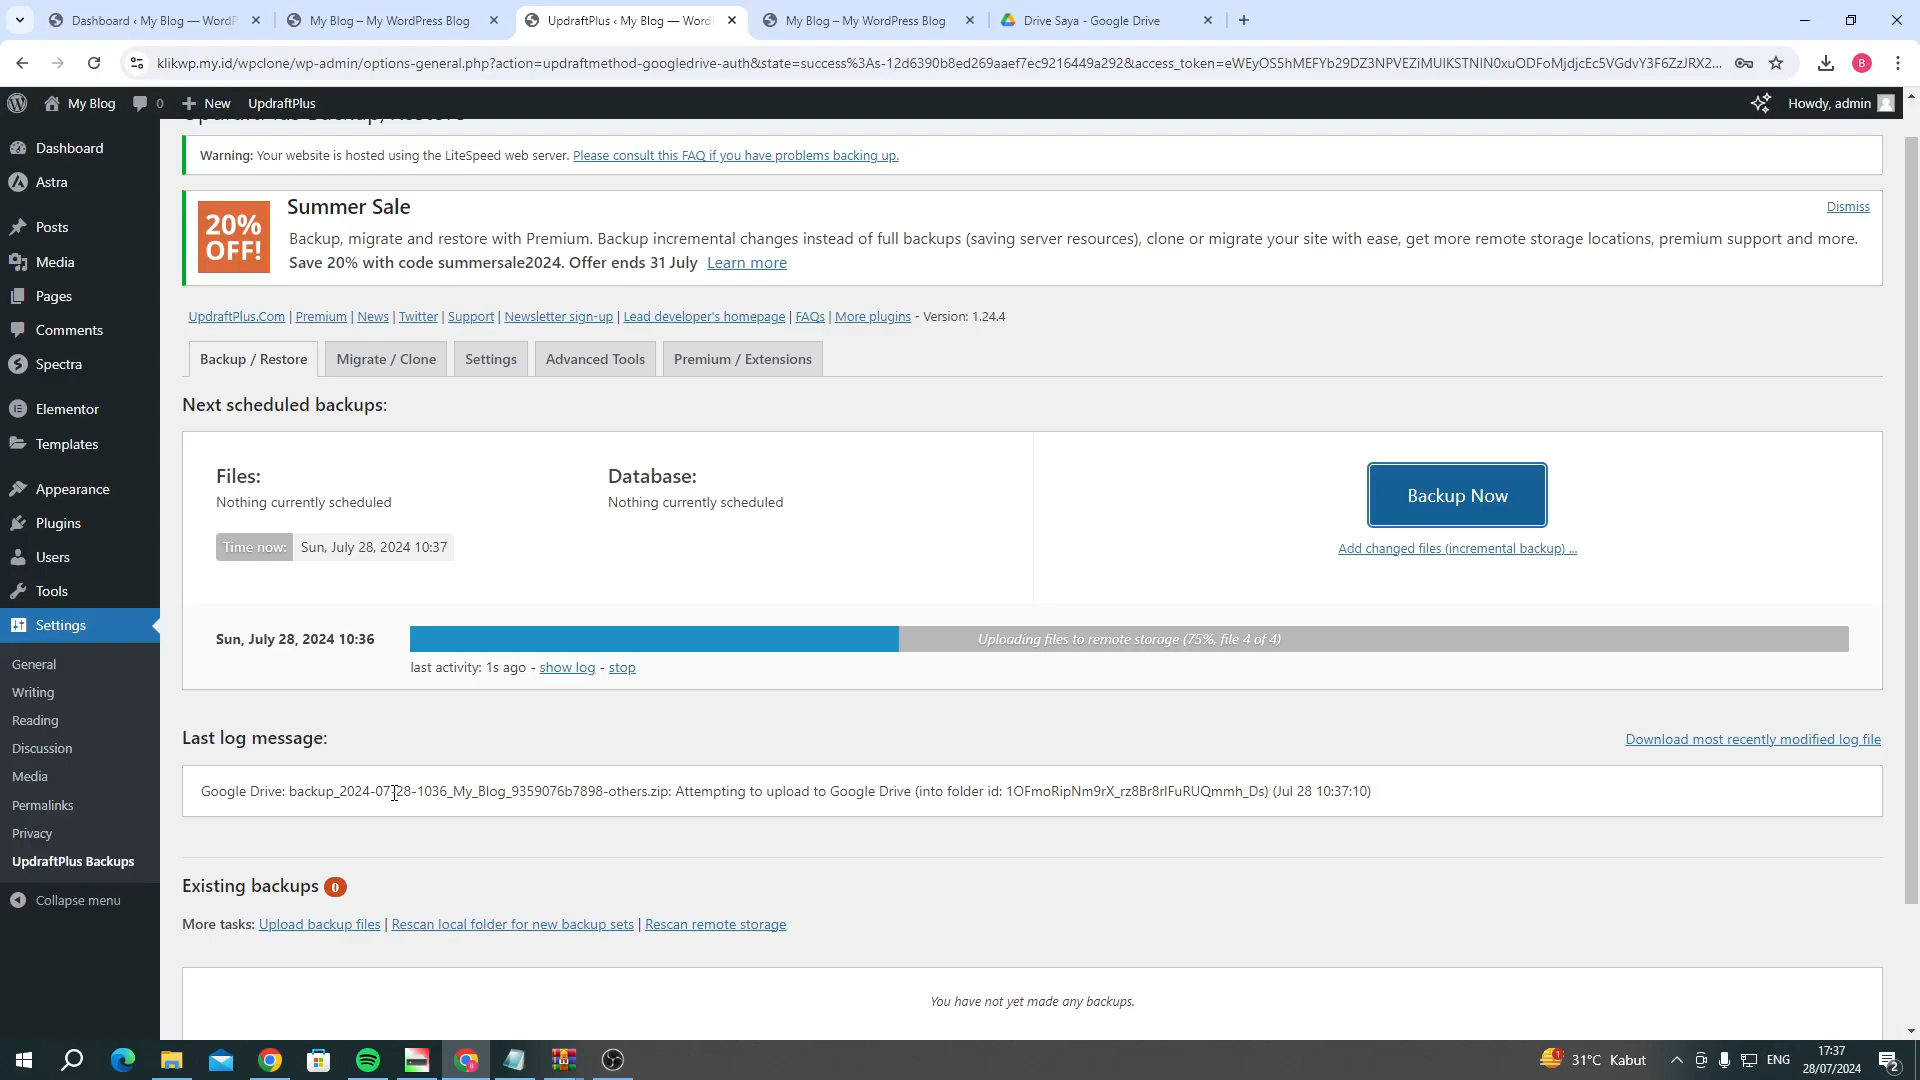 Dashboard ‹ My Blog — WordP
My Blog – My WordPress Blog
UpdraftPlus ‹ My Blog — Word
My Blog – My WordPress Blog
Drive Saya - Google Drive
klikwp.my.id/wpclone/wp-admin/options-general.php?action=updraftmethod-googledrive-auth&state=success%3As-12d6390b8ed269aaef7ec9216449a292&access_token=eWEyOS5hMEFYb29DZ3NPVEZiMUlKSTNIN0xuODFoMjdjcEc5VGdvY3F6ZzJRX2...
B
My Blog
0
New
UpdraftPlus
Howdy, admin
Dashboard
Astra
Posts
Media
Pages
Comments
Spectra
Elementor
Templates
Appearance
Plugins
Users
Tools
Settings
General
Writing
Reading
Discussion
Media
Permalinks
Privacy
UpdraftPlus Backups
Collapse menu
Warning: Your website is hosted using the LiteSpeed web server. Please consult this FAQ if you have problems backing up.
20%
OFF!
Summer Sale
Dismiss
Backup, migrate and restore with Premium. Backup incremental changes instead of full backups (saving server resources), clone or migrate your site with ease, get more remote storage locations, premium support and more.
Save 20% with code summersale2024. Offer ends 31 July Learn more
UpdraftPlus.Com | Premium | News | Twitter | Support | Newsletter sign-up | Lead developer's homepage | FAQs | More plugins - Version: 1.24.4
Backup / Restore
Migrate / Clone
Settings
Advanced Tools
Premium / Extensions
Next scheduled backups:
Files:
Nothing currently scheduled
Database:
Nothing currently scheduled
Time now: Sun, July 28, 2024 10:37
Backup Now
Add changed files (incremental backup) ...
Sun, July 28, 2024 10:36
Uploading files to remote storage (75%, file 4 of 4)
last activity: 1s ago - show log - stop
Last log message:
Download most recently modified log file
Google Drive: backup_2024-07-28-1036_My_Blog_9359076b7898-others.zip: Attempting to upload to Google Drive (into folder id: 1OFmoRipNm9rX_rz8Br8rlFuRUQmmh_Ds) (Jul 28 10:37:10)
Existing backups 0
More tasks: Upload backup files | Rescan local folder for new backup sets | Rescan remote storage
You have not yet made any backups.
31°C Kabut
ENG
17:37
28/07/2024
2